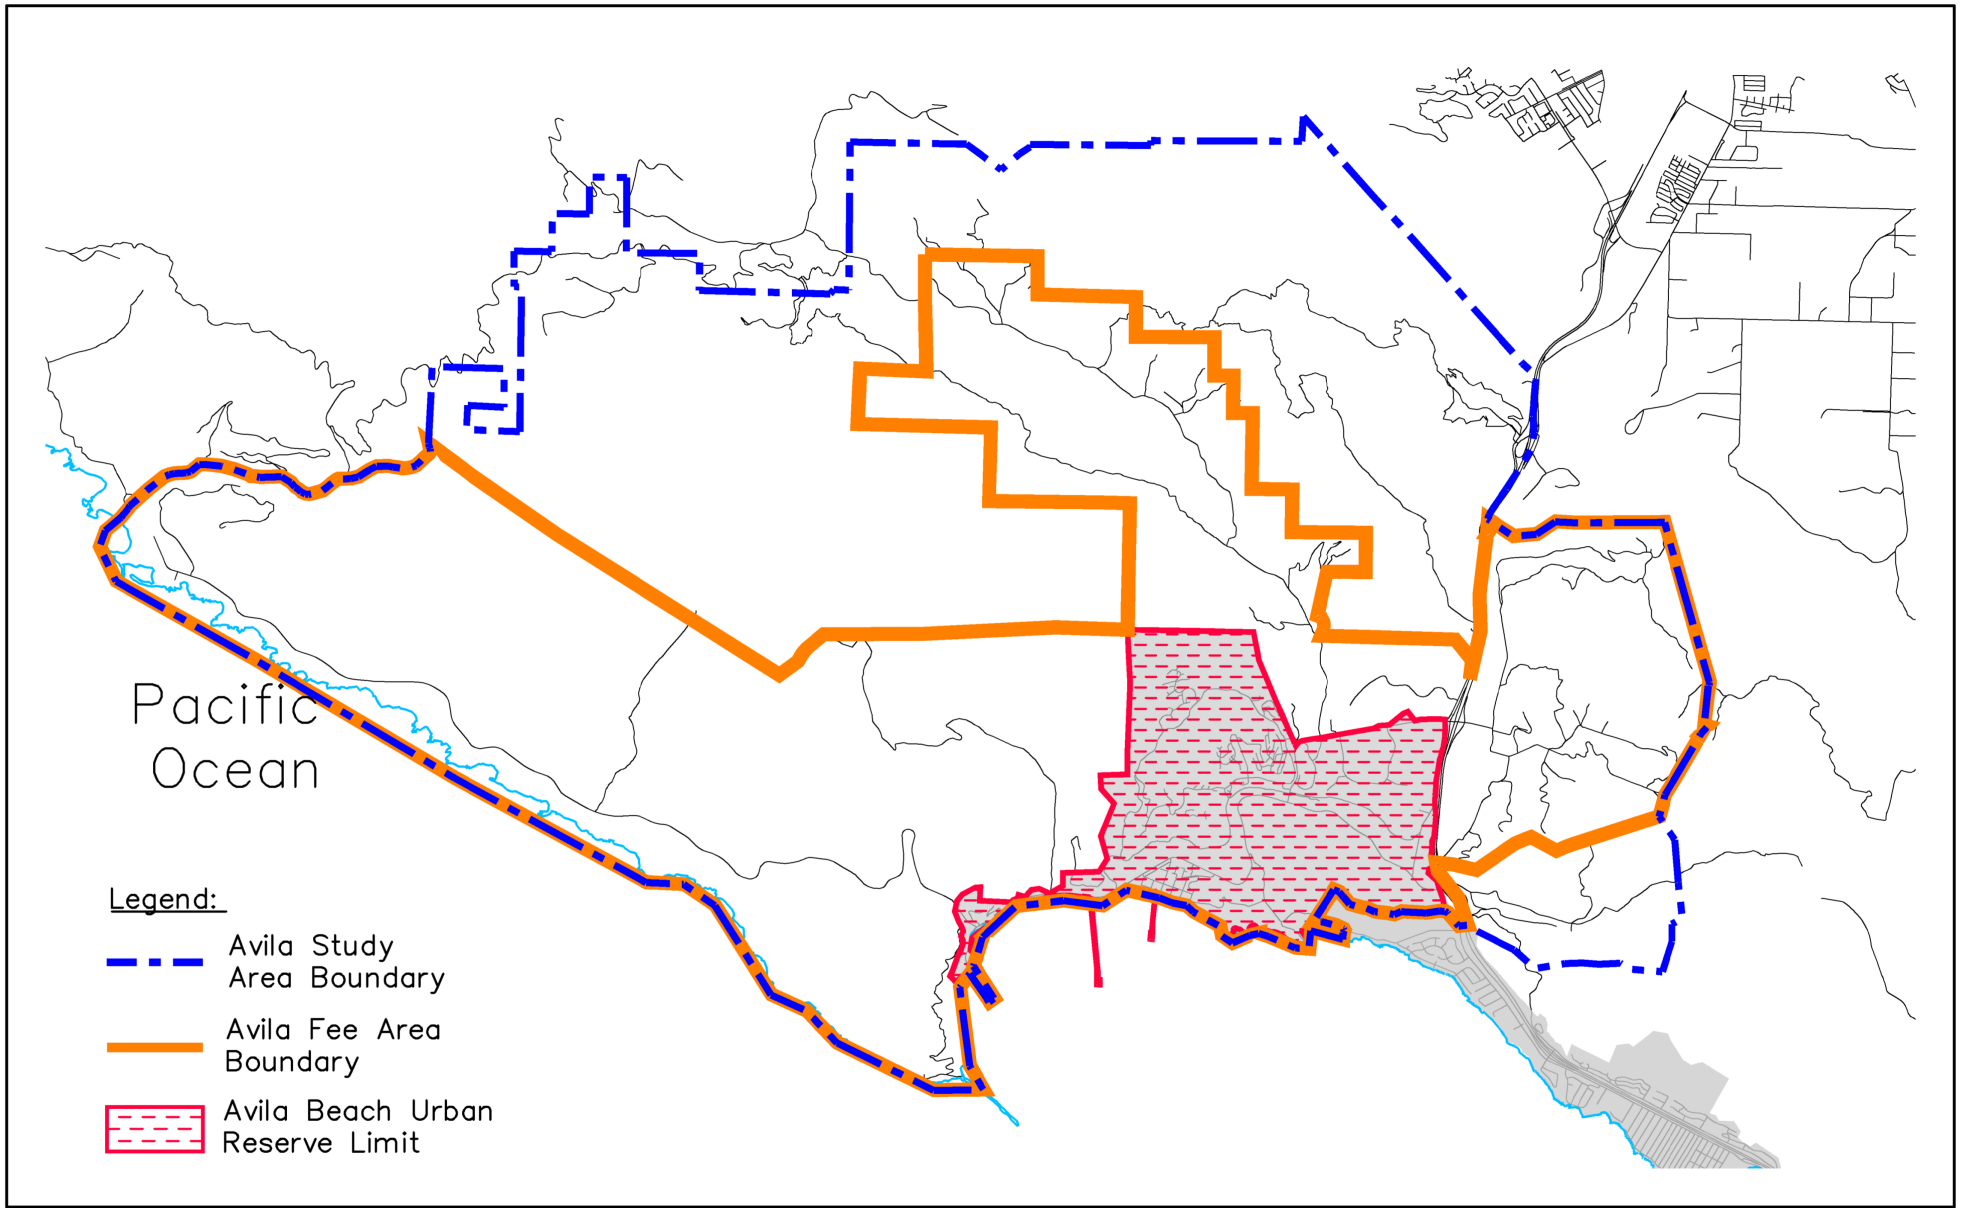 Pacific
Ocean
Legend:
Avila Study
Area Boundary
Avila Fee Area
Boundary
Avila Beach Urban
Reserve Limit